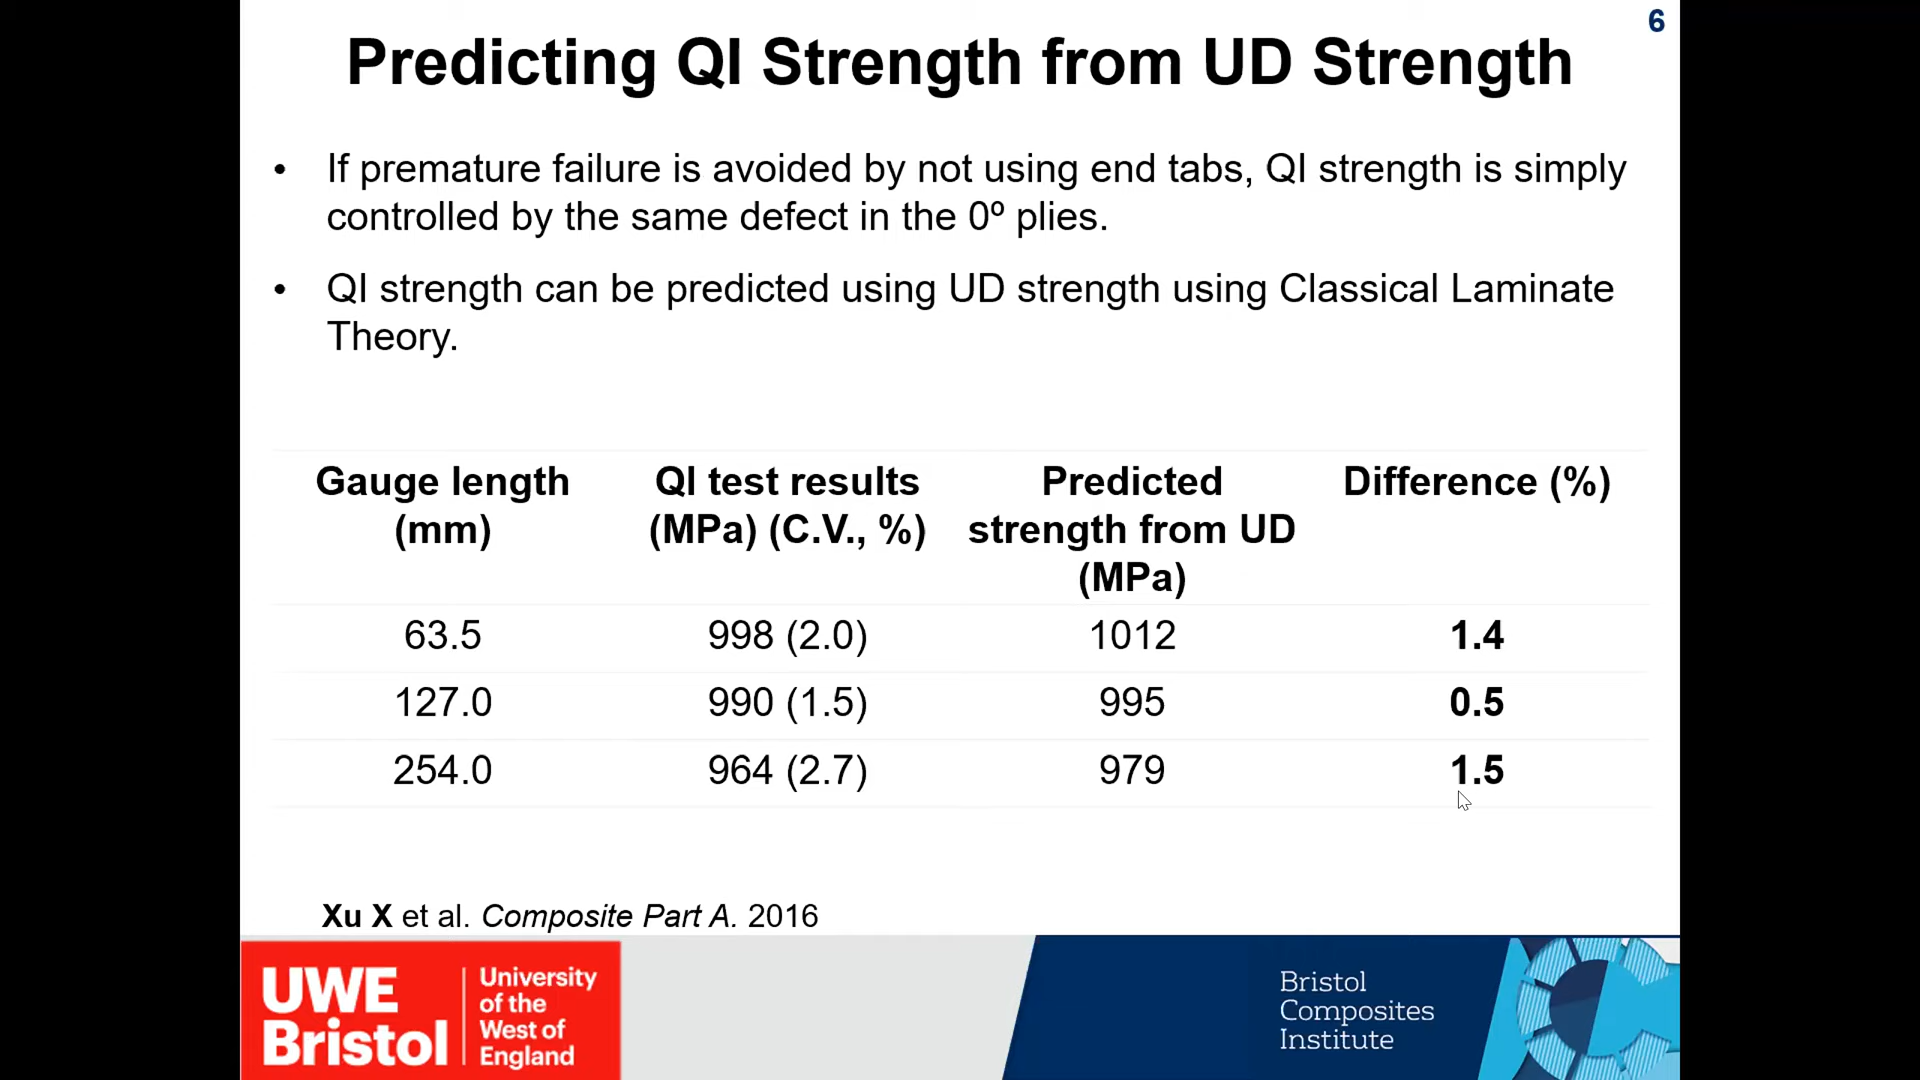 6
Predicting QI Strength from UD Strength
• If premature failure is avoided by not using end tabs, QI strength is simply
controlled by the same defect in the 0º plies.
• QI strength can be predicted using UD strength using Classical Laminate
Theory.
Gauge length (mm) QI test results (MPa) (C.V., %) Predicted strength from UD (MPa) Difference (%)
63.5 998 (2.0) 1012 1.4
127.0 990 (1.5) 995 0.5
254.0 964 (2.7) 979 1.5
Xu X et al. Composite Part A. 2016
UWE
Bristol
University
of the
West of
England
Bristol
Composites
Institute